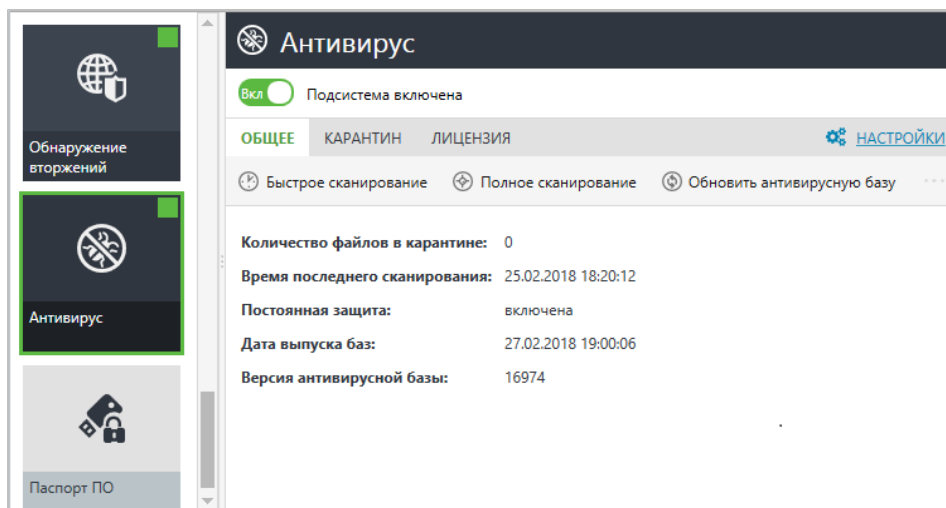 Антивирус
Вкл Подсистема включена
ОБЩЕЕ КАРАНТИН ЛИЦЕНЗИЯ НАСТРОЙКИ
Быстрое сканирование Полное сканирование Обновить антивирусную базу
Количество файлов в карантине: 0
Время последнего сканирования: 25.02.2018 18:20:12
Постоянная защита: включена
Дата выпуска баз: 27.02.2018 19:00:06
Версия антивирусной базы: 16974
Обнаружение
вторжений
Антивирус
Паспорт ПО